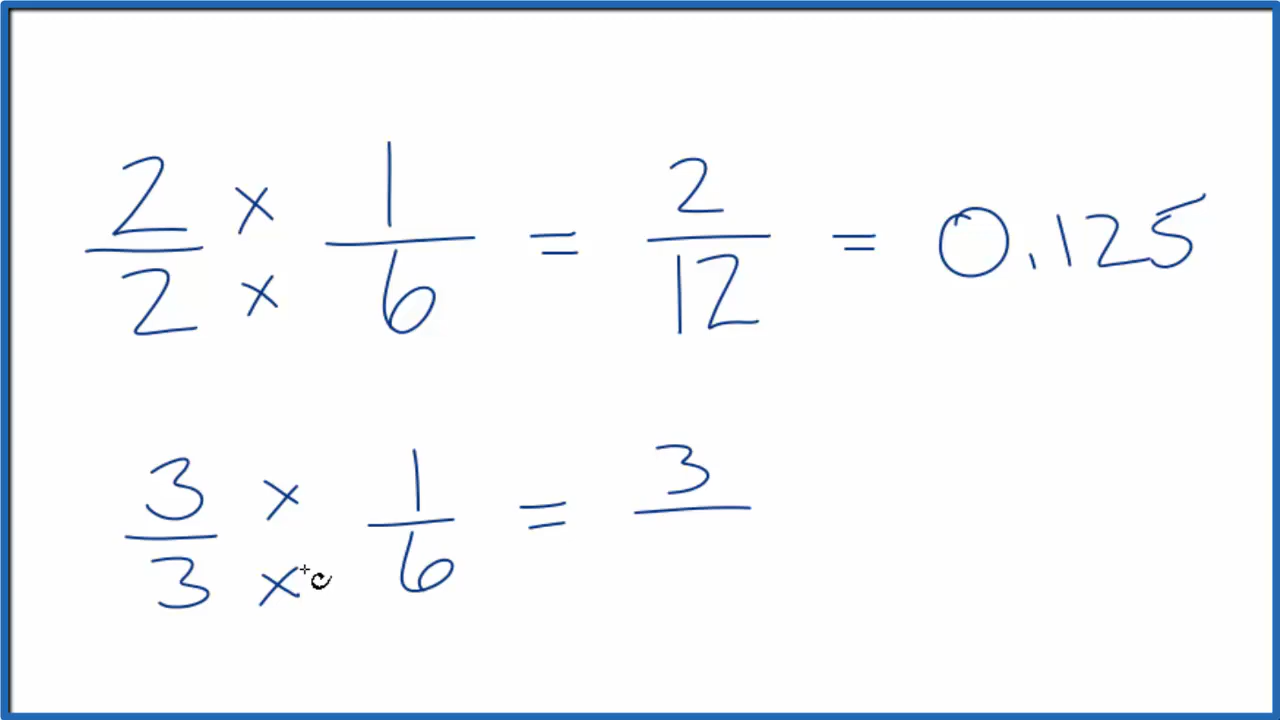 2/2 × 1/6 = 2/12 = 0.125
3/3 × 1/6 = 3/